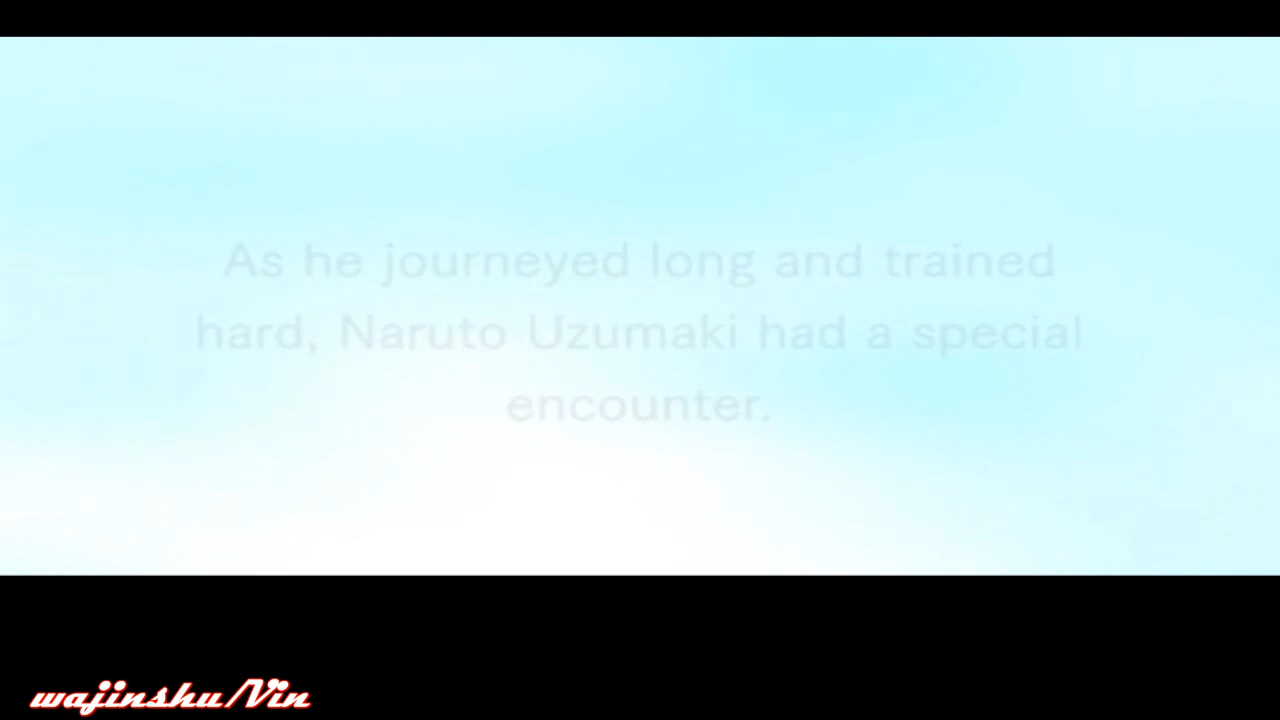 As he journeyed long and trained
hard, Naruto Uzumaki had a special
encounter.
wajinshu/Vin